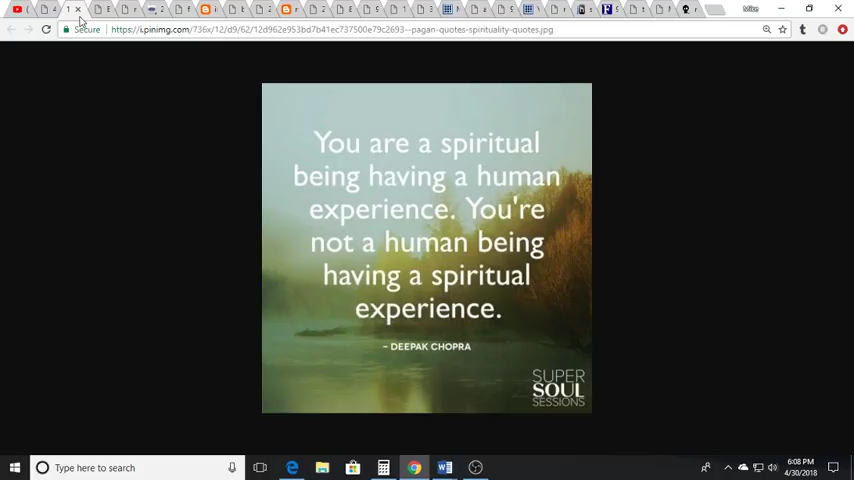 Mike
Secure
https://i.pinimg.com/736x/12/d9/62/12d962e953bd7b41ec737500e79c2693--pagan-quotes-spirituality-quotes.jpg
You are a spiritual
being having a human
experience. You're
not a human being
having a spiritual
experience.
- DEEPAK CHOPRA
SUPER
SOUL
SESSIONS
Type here to search
6:08 PM
4/30/2018